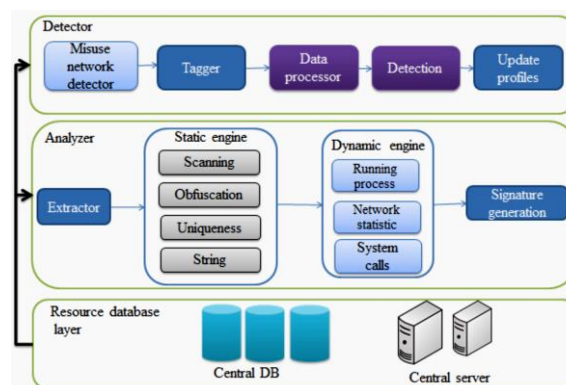 Detector
Misuse
network
detector
Tagger
Data
processor
Detection
Update
profiles
Analyzer
Static engine
Dynamic engine
Extractor
Scanning
Obfuscation
Uniqueness
String
Running
process
Network
statistic
System
calls
Signature
generation
Resource database
layer
Central DB
Central server